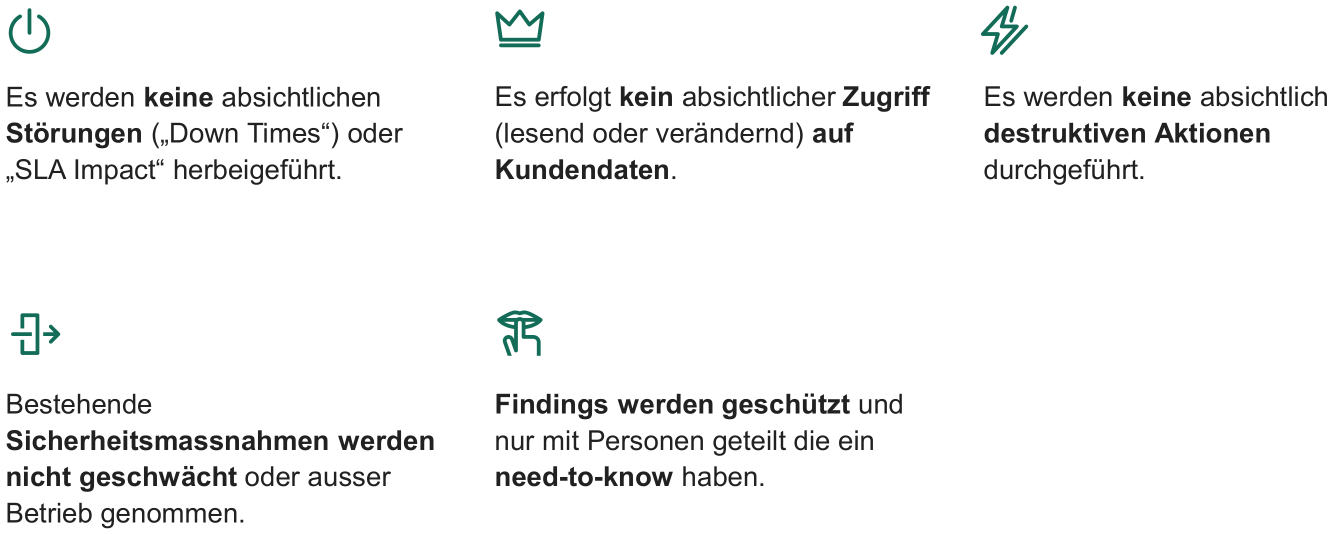 Es werden keine absichtlichen
Störungen („Down Times“) oder
„SLA Impact“ herbeigeführt.
Es erfolgt kein absichtlicher Zugriff
(lesend oder verändernd) auf
Kundendaten.
Es werden keine absichtlich
destruktiven Aktionen
durchgeführt.
Bestehende
Sicherheitsmassnahmen werden
nicht geschwächt oder ausser
Betrieb genommen.
Findings werden geschützt und
nur mit Personen geteilt die ein
need-to-know haben.